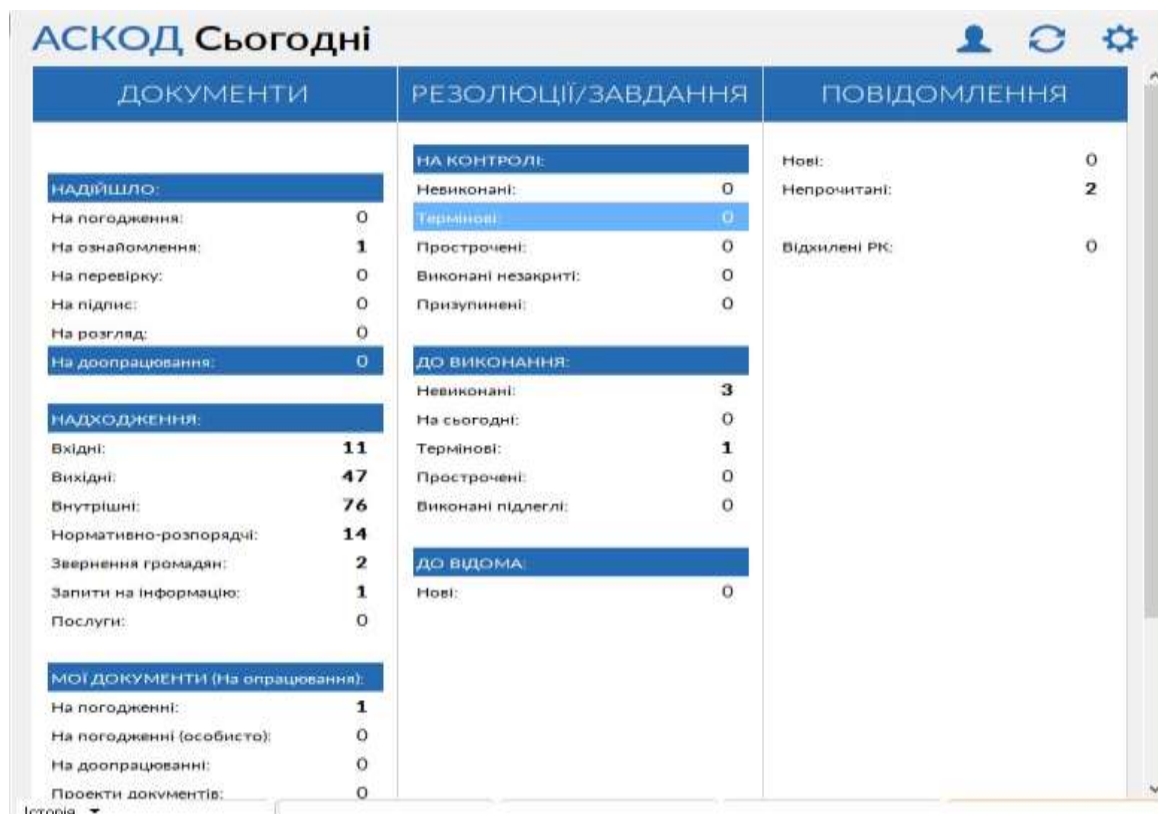 АСКОД Сьогодні
ДОКУМЕНТИ
НАДІЙШЛО:
На погодження: 0
На ознайомлення: 1
На перевірку: 0
На підпис: 0
На розгляд: 0
На доопрацювання: 0
НАДХОДЖЕННЯ:
Вхідні: 11
Вихідні: 47
Внутрішні: 76
Нормативно-розпорядчі: 14
Звернення громадян: 2
Запити на інформацію: 1
Послуги: 0
МОЇ ДОКУМЕНТИ (На опрацювання):
На погодженні: 1
На погодженні (особисто): 0
На доопрацюванні: 0
Проекти документів: 0
РЕЗОЛЮЦІЇ/ЗАВДАННЯ
НА КОНТРОЛІ:
Невиконані: 0
Термінові: 0
Прострочені: 0
Виконані незакриті: 0
Призупинені: 0
ДО ВИКОНАННЯ:
Невиконані: 3
На сьогодні: 0
Термінові: 1
Прострочені: 0
Виконані підлеглі: 0
ДО ВІДОМА:
Нові: 0
ПОВІДОМЛЕННЯ
Нові: 0
Непрочитані: 2
Відхилені РК: 0
Історія